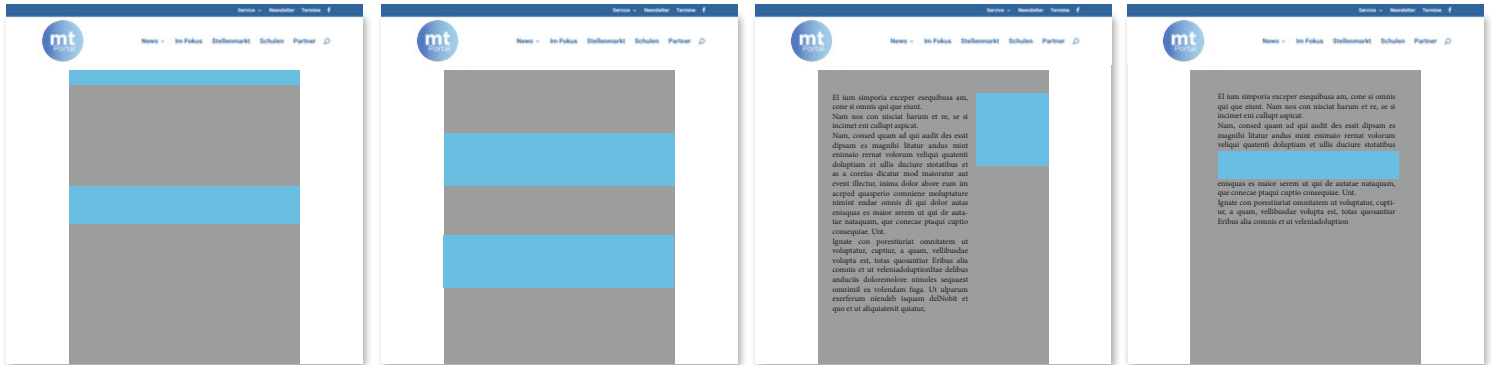 Service Newsletter Termine f
mt
Portal
News Im Fokus Stellenmarkt Schulen Partner
Service Newsletter Termine f
mt
Portal
News Im Fokus Stellenmarkt Schulen Partner
Service Newsletter Termine f
mt
Portal
News Im Fokus Stellenmarkt Schulen Partner
El ium simporia exceper esequibusa am,
cone si omnis qui que eiunt.
Nam nos con nisciat harum et re, se si
incimet eni cullupt aspicat.
Nam, consed quam ad qui audit des essit
dipsam es magnihi litatur andus mint
enimaio rernat volorum veliqui quatenti
doluptiam et ullis duciure stotatibus et
as a coreius dicatur mod maioratur aut
event illectur, inima dolor abore eum im
aceped quasperio comniene moluptature
nimint endae omnis di qui dolor autas
enisquas es maior serem ut qui de auta-
tae nataquam, que conecae ptaqui cuptio
consequiae. Unt.
Ignate con porestiuriat omnitatem ut
voluptatur, cuptiur, a quam, vellibusdae
volupta est, totas quosantiur Eribus alia
comnis et ut veleniadoluptionItae delibus
anduciis doloremolore nimoles sequaest
omnimil ea volendam fuga. Ut ulparum
exerferum niendeb isquam delNobit et
quo et ut aliquiatenit quiatur,
Service Newsletter Termine f
mt
Portal
News Im Fokus Stellenmarkt Schulen Partner
El ium simporia exceper esequibusa am, cone si omnis
qui que eiunt. Nam nos con nisciat harum et re, se si
incimet eni cullupt aspicat.
Nam, consed quam ad qui audit des essit dipsam es
magnihi litatur andus mint enimaio rernat volorum
veliqui quatenti doluptiam et ullis duciure stotatibus
enisquas es maior serem ut qui de autatae nataquam,
que conecae ptaqui cuptio consequiae. Unt.
Ignate con porestiuriat omnitatem ut voluptatur, cupti-
ur, a quam, vellibusdae volupta est, totas quosantiur
Eribus alia comnis et ut veleniadoluption